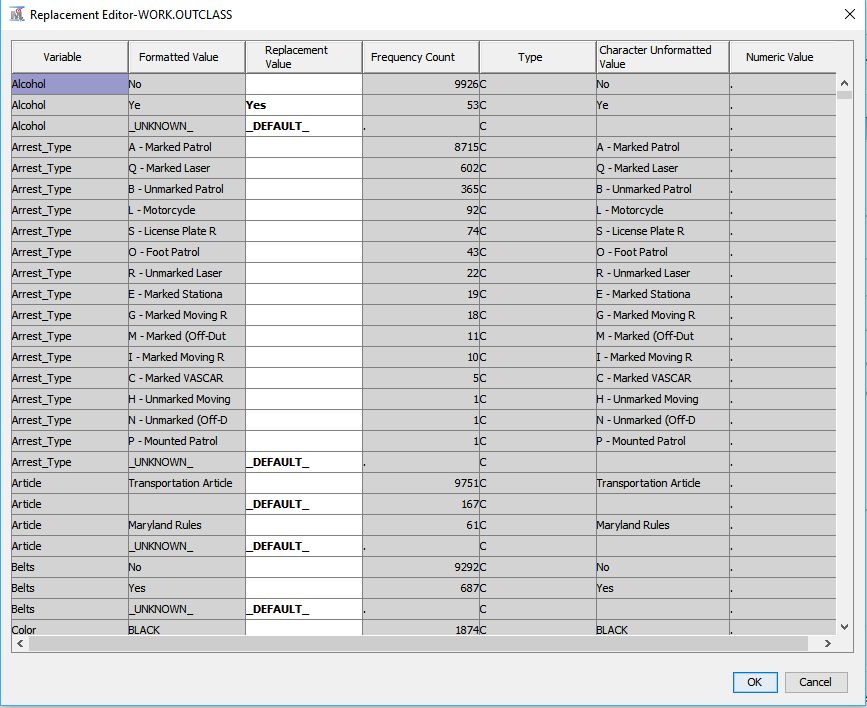 Replacement Editor-WORK.OUTCLASS
Variable Formatted Value Replacement Value Frequency Count Type Character Unformatted Value Numeric Value
Alcohol No 9926 C No .
Alcohol Ye Yes 53 C Ye .
Alcohol _UNKNOWN_ _DEFAULT_ . C .
Arrest_Type A - Marked Patrol 8715 C A - Marked Patrol .
Arrest_Type Q - Marked Laser 602 C Q - Marked Laser .
Arrest_Type B - Unmarked Patrol 365 C B - Unmarked Patrol .
Arrest_Type L - Motorcycle 92 C L - Motorcycle .
Arrest_Type S - License Plate R 74 C S - License Plate R .
Arrest_Type O - Foot Patrol 43 C O - Foot Patrol .
Arrest_Type R - Unmarked Laser 22 C R - Unmarked Laser .
Arrest_Type E - Marked Stationa 19 C E - Marked Stationa .
Arrest_Type G - Marked Moving R 18 C G - Marked Moving R .
Arrest_Type M - Marked (Off-Dut 11 C M - Marked (Off-Dut .
Arrest_Type I - Marked Moving R 10 C I - Marked Moving R .
Arrest_Type C - Marked VASCAR 5 C C - Marked VASCAR .
Arrest_Type H - Unmarked Moving 1 C H - Unmarked Moving .
Arrest_Type N - Unmarked (Off-D 1 C N - Unmarked (Off-D .
Arrest_Type P - Mounted Patrol 1 C P - Mounted Patrol .
Arrest_Type _UNKNOWN_ _DEFAULT_ . C .
Article Transportation Article 9751 C Transportation Article .
Article _DEFAULT_ 167 C .
Article Maryland Rules 61 C Maryland Rules .
Article _UNKNOWN_ _DEFAULT_ . C .
Belts No 9292 C No .
Belts Yes 687 C Yes .
Belts _UNKNOWN_ _DEFAULT_ . C .
Color BLACK 1874 C BLACK .
OK Cancel